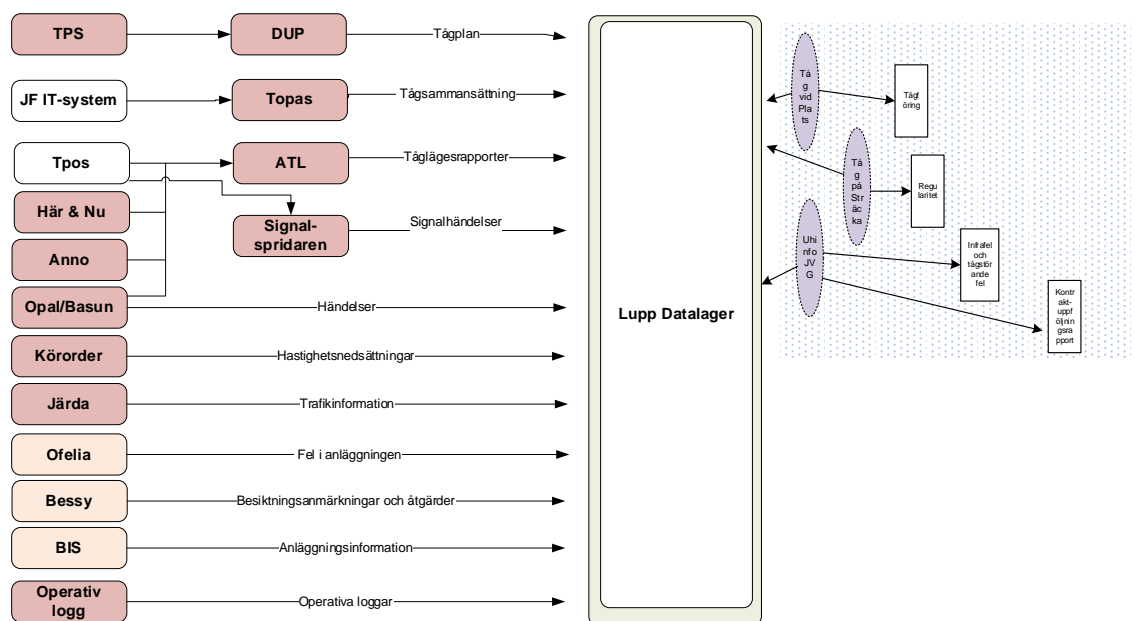 TPS
DUP
Tågplan
JF IT-system
Topas
Tågsammansättning
Tpos
ATL
Tåglägesrapporter
Här & Nu
Signal-
spridaren
Signalhändelser
Anno
Opal/Basun
Händelser
Körorder
Hastighetsnedsättningar
Järda
Trafikinformation
Ofelia
Fel i anläggningen
Bessy
Besiktningsanmärkningar och åtgärder
BIS
Anläggningsinformation
Operativ
logg
Operativa loggar
Lupp Datalager
Tå
g
vid
Pla
ts
Tågf
öring
Tå
g
på
Str
äc
ka
Regu
laritet
Uhi
nfo
JV
G
Infrafel
och
tågstör
ande
fel
Kontr
akt-
uppf
öljnin
gsra
pport